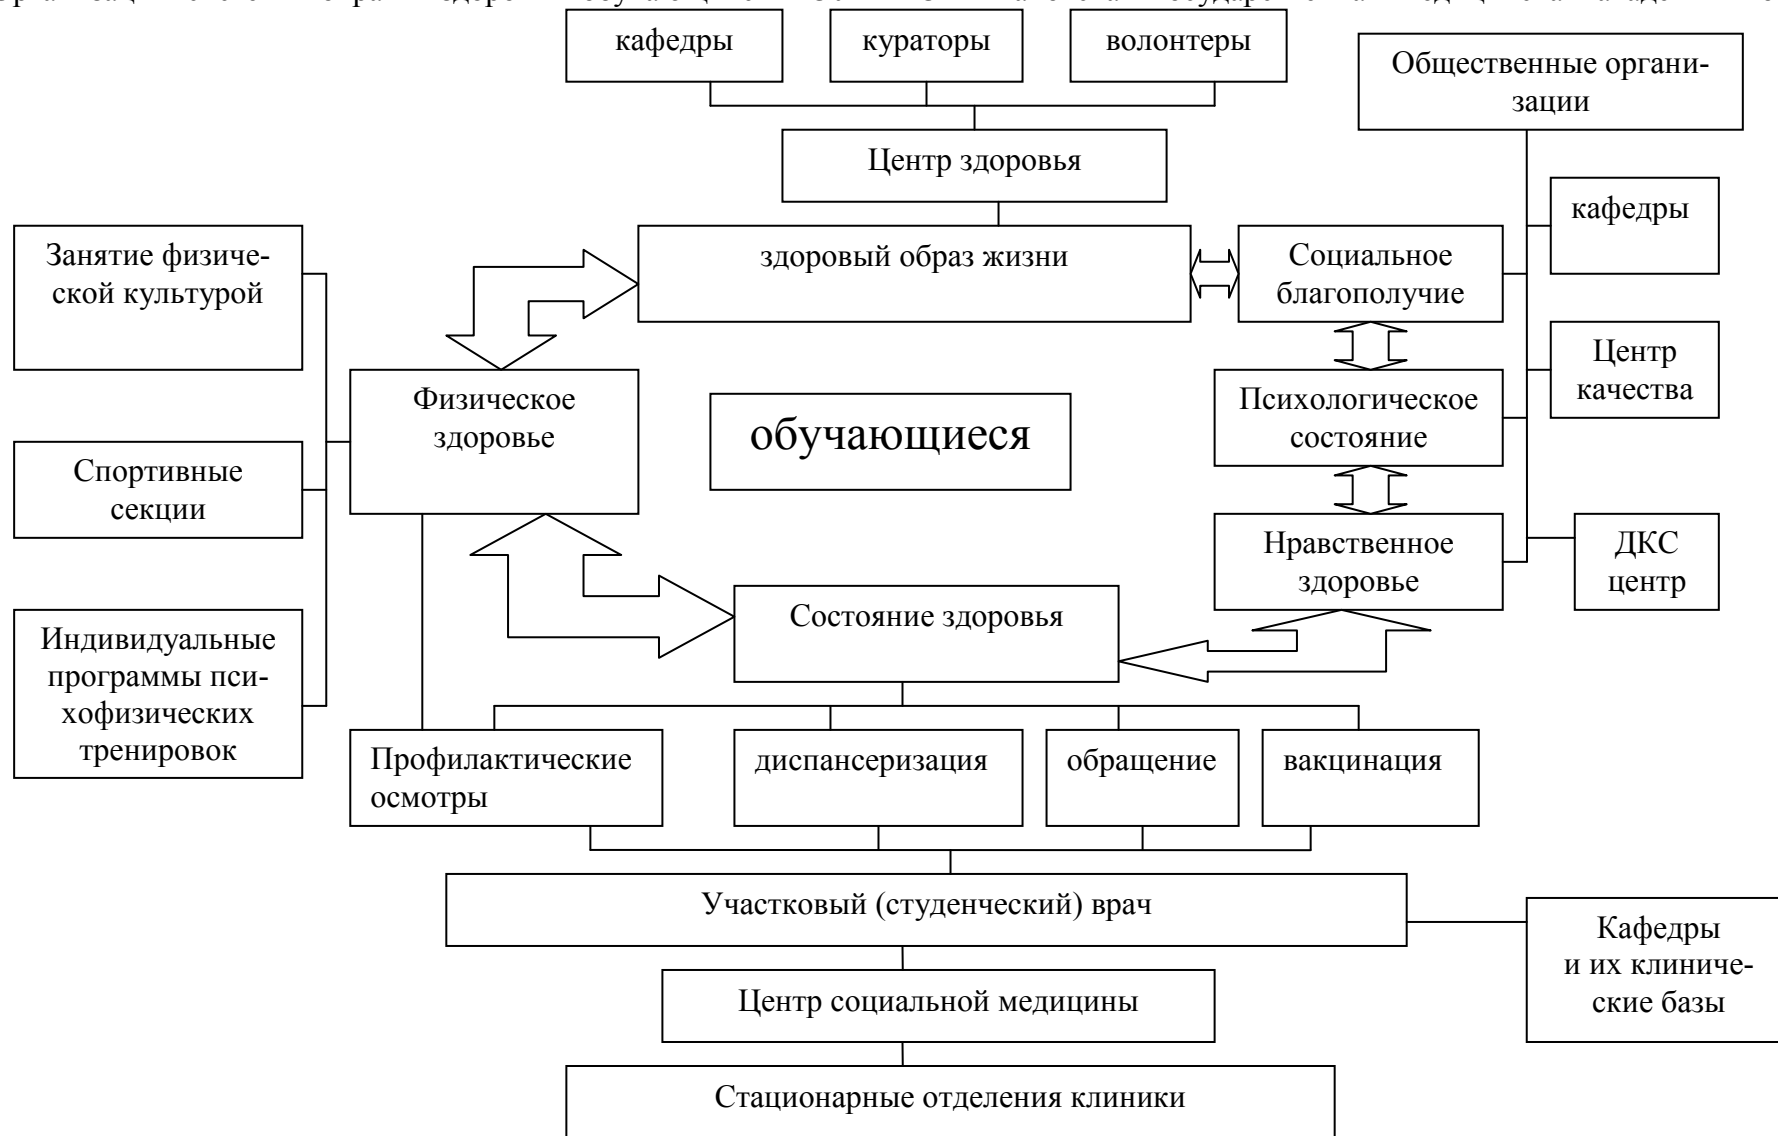 кафедры
кураторы
волонтеры
Общественные органи-
зации
Центр здоровья
кафедры
Занятие физиче-
ской культурой
здоровый образ жизни
Социальное
благополучие
Центр
качества
Физическое
здоровье
обучающиеся
Психологическое
состояние
Спортивные
секции
Нравственное
здоровье
ДКС
центр
Состояние здоровья
Индивидуальные
программы пси-
хофизических
тренировок
Профилактические
осмотры
диспансеризация
обращение
вакцинация
Участковый (студенческий) врач
Кафедры
и их клиниче-
ские базы
Центр социальной медицины
Стационарные отделения клиники